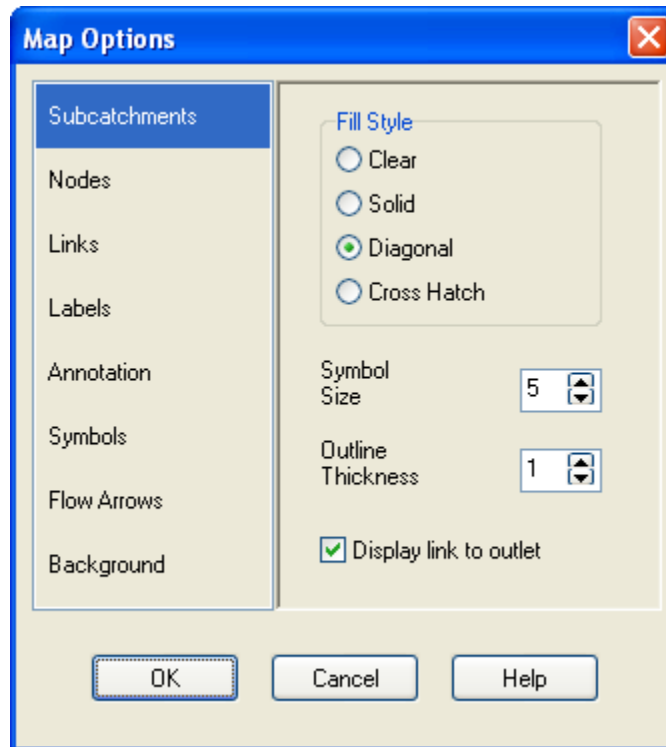 Map Options
Subcatchments
Nodes
Links
Labels
Annotation
Symbols
Flow Arrows
Background
Fill Style
Clear
Solid
Diagonal
Cross Hatch
Symbol
Size
5
Outline
Thickness
1
Display link to outlet
OK
Cancel
Help